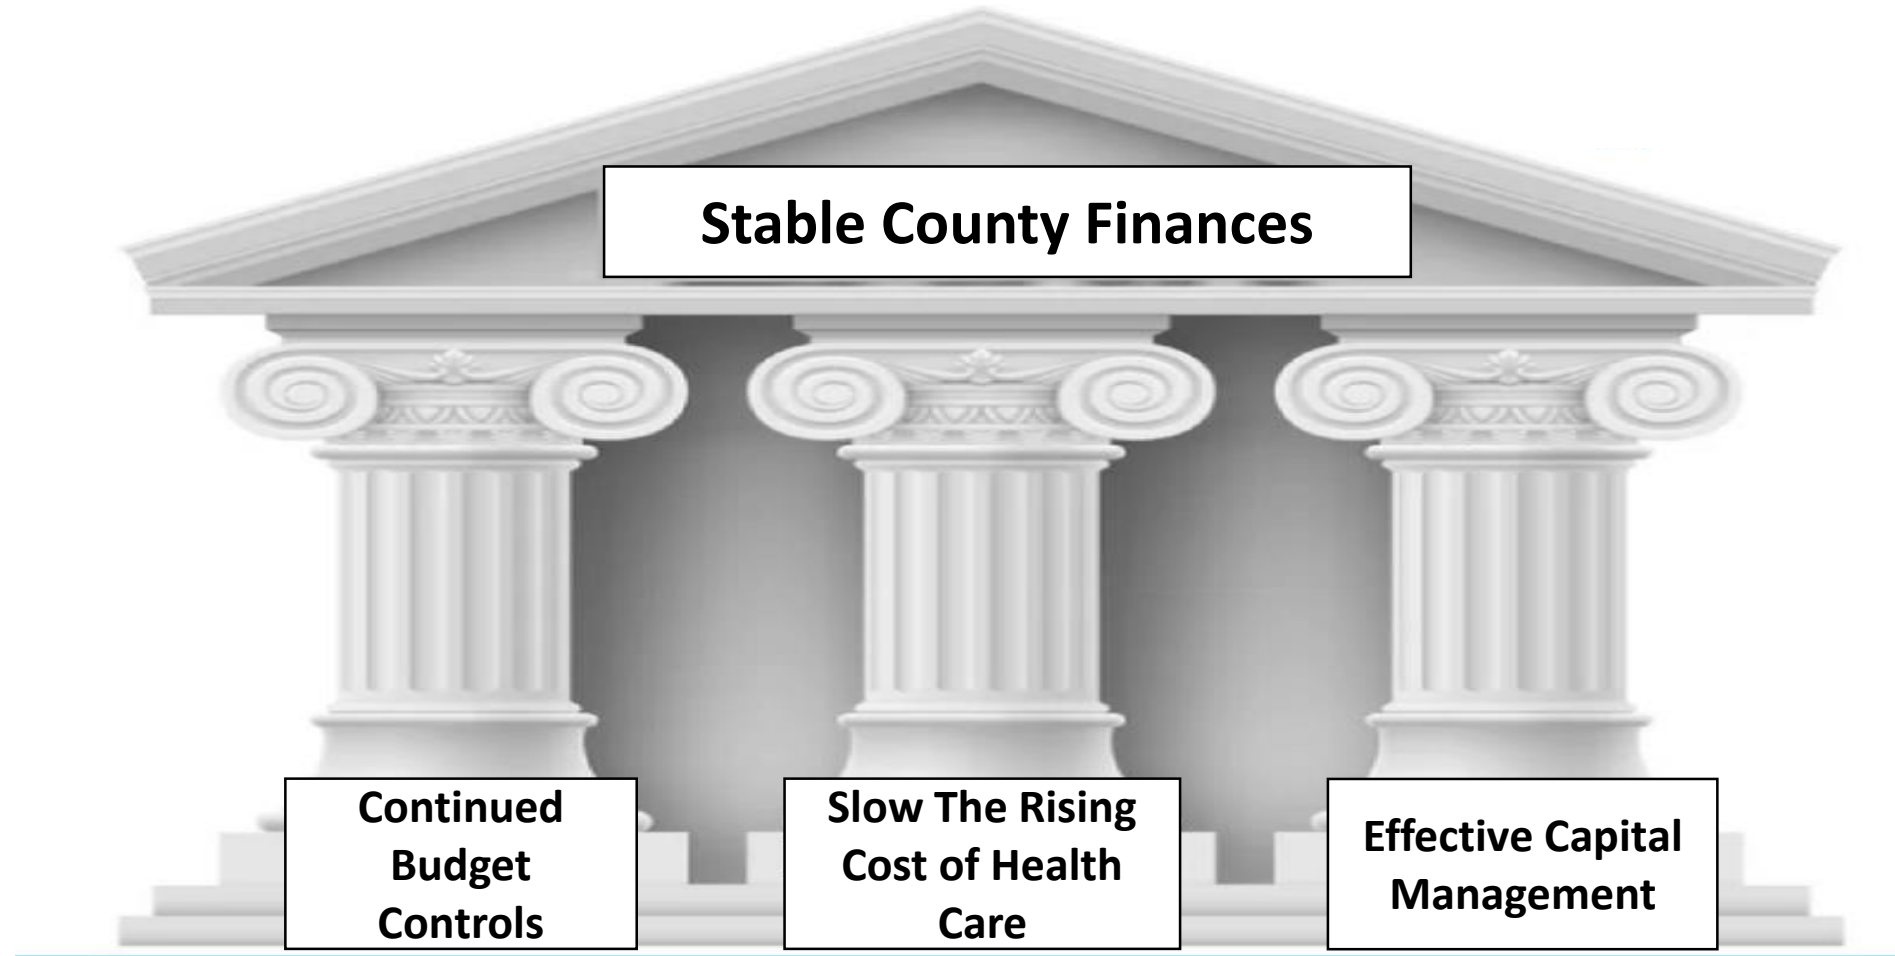 Stable County Finances
Continued
Budget
Controls
Slow The Rising
Cost of Health
Care
Effective Capital
Management